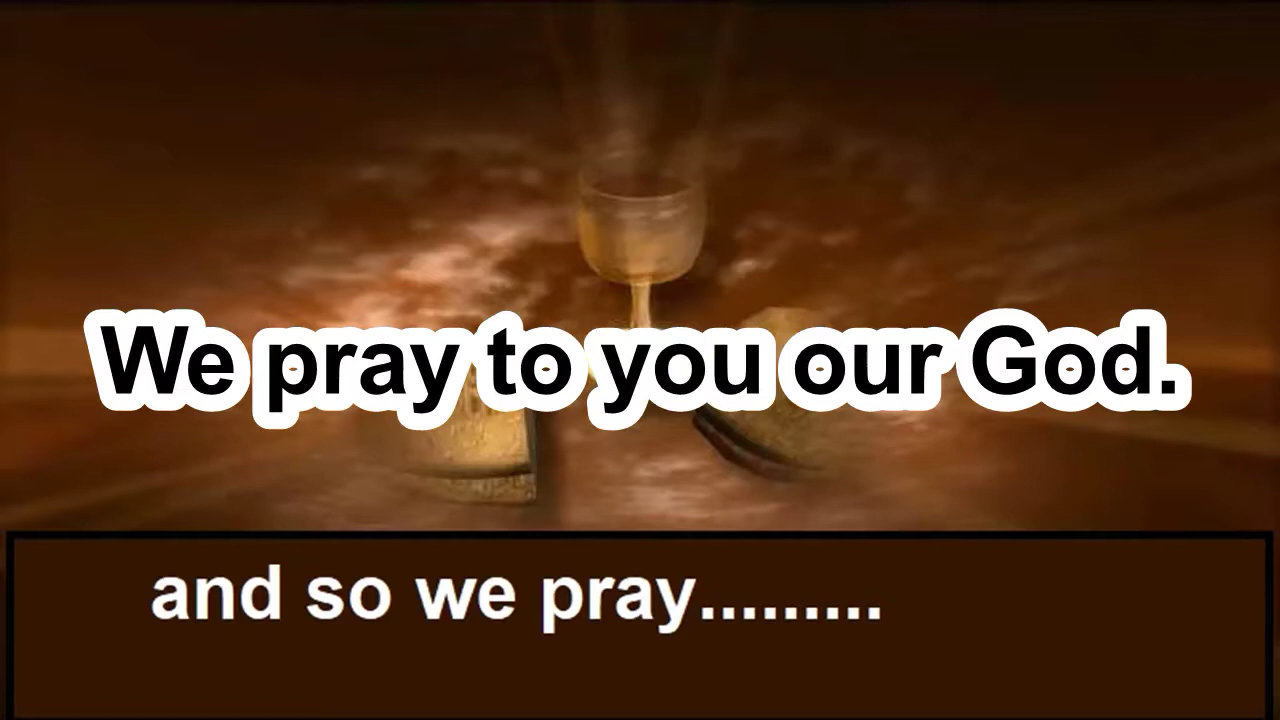 We pray to you our God.
and so we pray.........